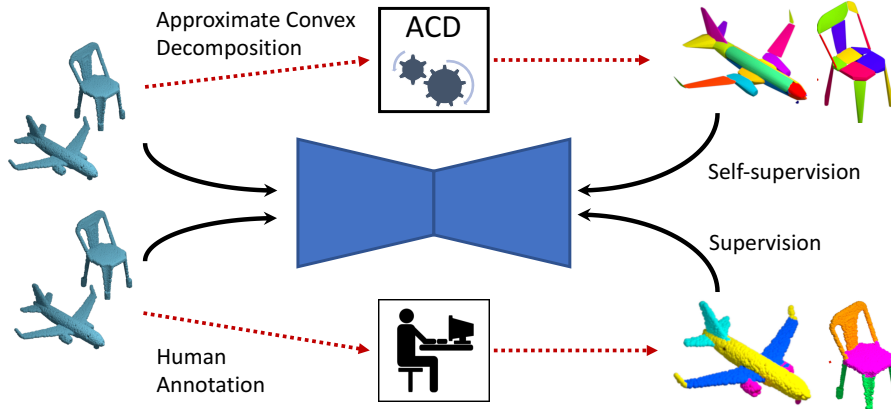 Approximate Convex
Decomposition
ACD
Self-supervision
Supervision
Human
Annotation